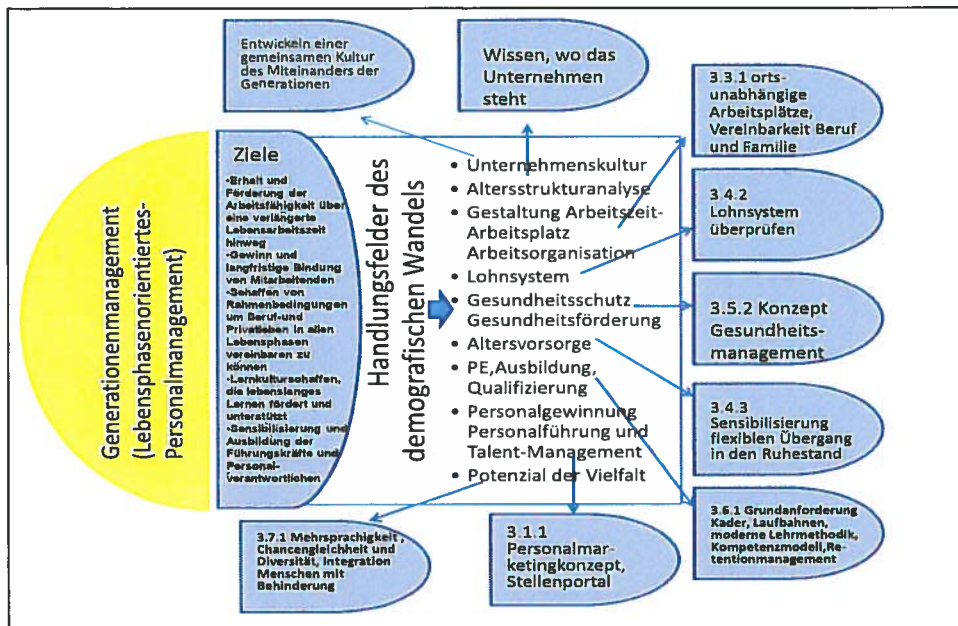 Entwickeln einer
gemeinsamen Kultur
des Miteinanders der
Generationen
Wissen, wo das
Unternehmen
steht
3.3.1 orts-
unabhängige
Arbeitsplätze,
Vereinbarkeit Beruf
und Familie
3.4.2
Lohnsystem
überprüfen
3.5.2 Konzept
Gesundheits-
management
3.4.3
Sensibilisierung
flexiblen Übergang
in den Ruhestand
3.6.1 Grundanforderung
Kader, Laufbahnen,
moderne Lehrmethodik,
Kompetenzmodell,Re-
tentionmanagement
Generationenmanagement
(Lebensphasenorientiertes-
Personalmanagement)
Ziele
•Erhalt und
Förderung der
Arbeitsfähigkeit über
eine verlängerte
Lebensarbeitszeit
hinweg
•Gewinn und
langfristige Bindung
von Mitarbeitenden
•Schaffen von
Rahmenbedingungen
um Beruf-und
Privatleben in allen
Lebensphasen
vereinbaren zu
können
•Lernkulturschaffen,
die lebenslanges
Lernen fördert und
unterstützt
•Sensibilisierung und
Ausbildung der
Führungskräfte und
Personal-
verantwortlichen
Handlungsfelder des
demografischen Wandels
• Unternehmenskultur
• Altersstrukturanalyse
• Gestaltung Arbeitszeit-
Arbeitsplatz
Arbeitsorganisation
• Lohnsystem
• Gesundheitsschutz
Gesundheitsförderung
• Altersvorsorge
• PE,Ausbildung,
Qualifizierung
• Personalgewinnung
Personalführung und
Talent-Management
• Potenzial der Vielfalt
3.7.1 Mehrsprachigkeit ,
Chancengleichheit und
Diversität, Integration
Menschen mit
Behinderung
3.1.1
Personalmar-
ketingkonzept,
Stellenportal